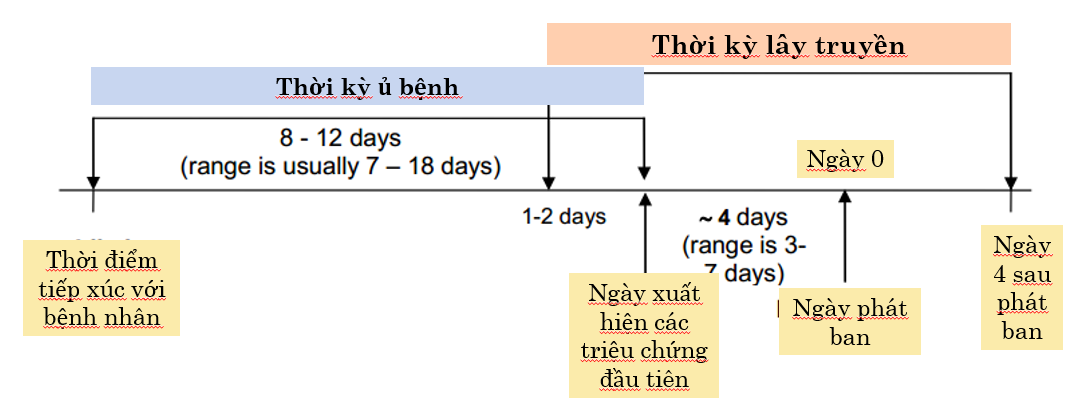 Thời kỳ lây truyền
Thời kỳ ủ bệnh
8 - 12 days
(range is usually 7 – 18 days)
Ngày 0
1-2 days
~ 4 days
(range is 3-
7 days)
Thời điểm
tiếp xúc với
bệnh nhân
Ngày xuất
hiện các
triệu chứng
đầu tiên
Ngày phát
ban
Ngày
4 sau
phát
ban